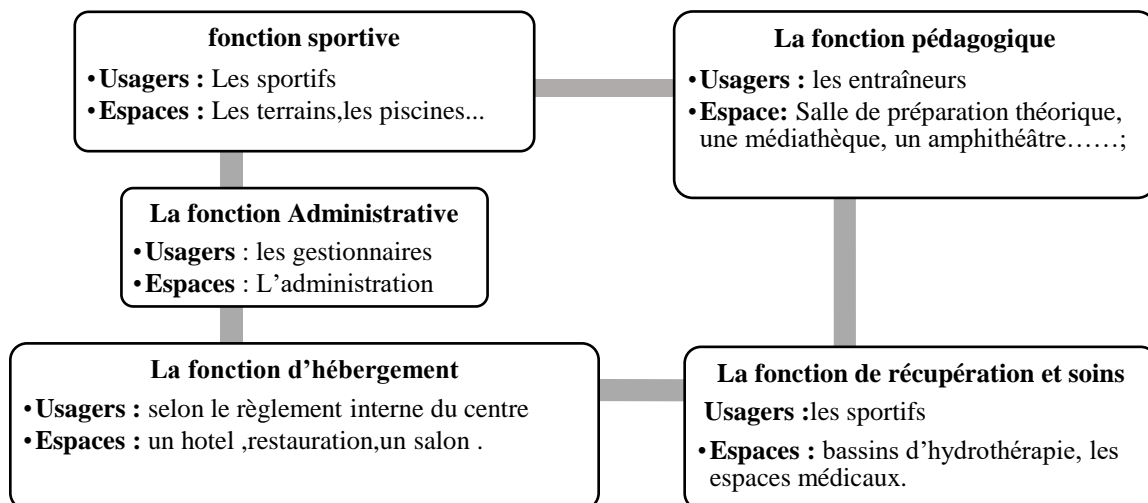 fonction sportive
•Usagers : Les sportifs
•Espaces : Les terrains,les piscines...
La fonction pédagogique
•Usagers : les entraîneurs
•Espace: Salle de préparation théorique,
une médiathèque, un amphithéâtre……;
La fonction Administrative
•Usagers : les gestionnaires
•Espaces : L’administration
La fonction d’hébergement
•Usagers : selon le règlement interne du centre
•Espaces : un hotel ,restauration,un salon .
La fonction de récupération et soins
Usagers :les sportifs
•Espaces : bassins d’hydrothérapie, les
espaces médicaux.